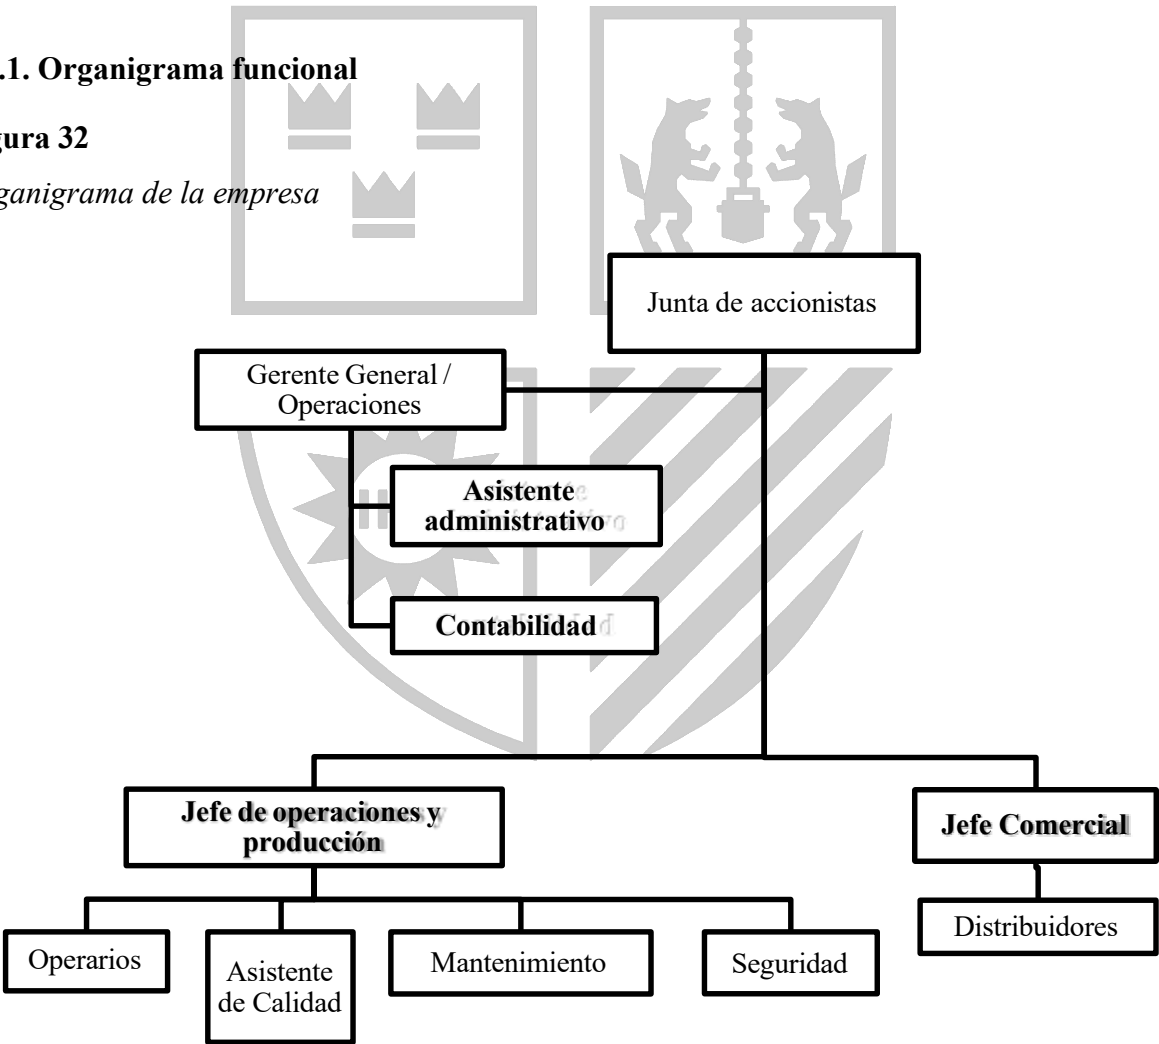 .1. Organigrama funcional
gura 32
ganigrama de la empresa
Junta de accionistas
Gerente General /
Operaciones
Asistente
administrativo
Contabilidad
Jefe de operaciones y
producción
Jefe Comercial
Operarios
Asistente
de Calidad
Mantenimiento
Seguridad
Distribuidores